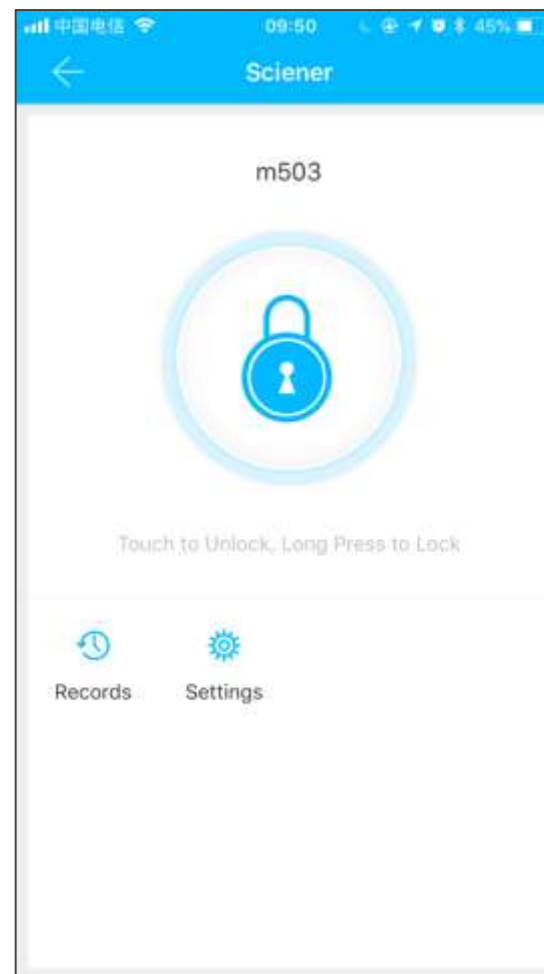 中国电信 09:50 45%
Sciener
m503
Touch to Unlock, Long Press to Lock
Records Settings